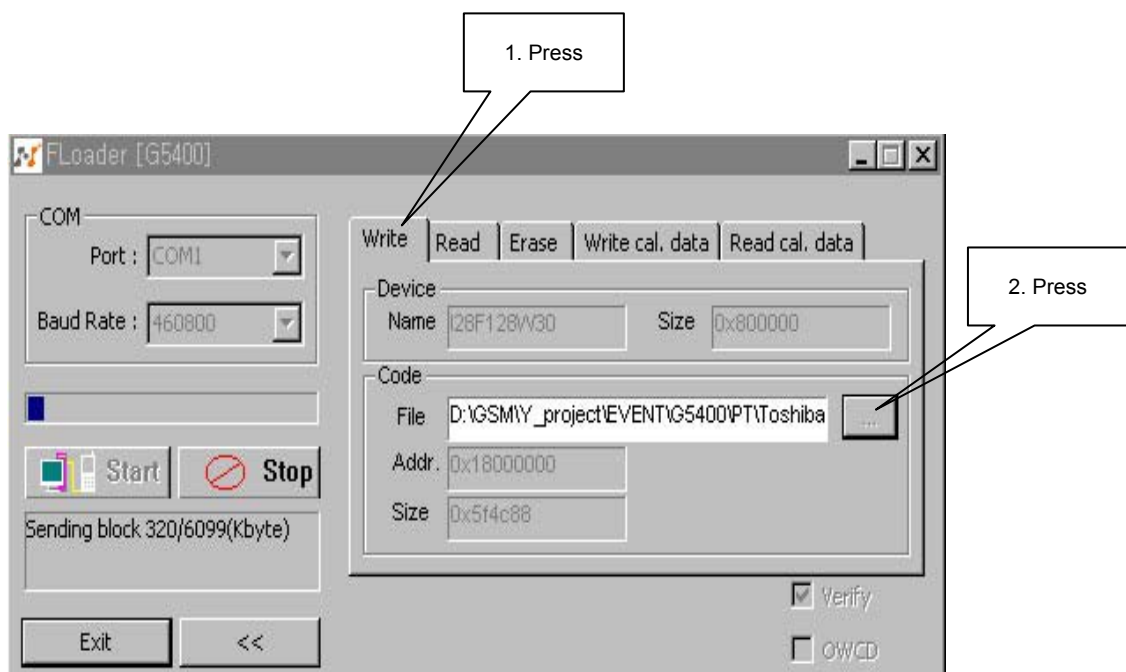 1. Press
FLoader [G5400]
COM
Port : COM1
Baud Rate : 460800
Start Stop
Sending block 320/6099(Kbyte)
Exit <<
Write Read Erase Write cal. data Read cal. data
Device
Name I28F128W30 Size 0x800000
Code
File D:\GSM\Y_project\EVENT\G5400\PT\Toshiba ...
Addr. 0x18000000
Size 0x5f4c88
Verify
OWCD
2. Press